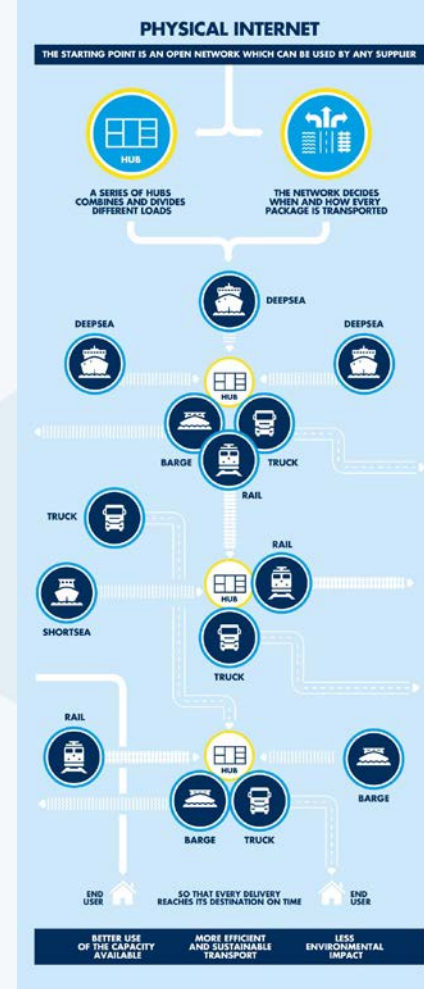 PHYSICAL INTERNET
THE STARTING POINT IS AN OPEN NETWORK WHICH CAN BE USED BY ANY SUPPLIER
HUB
A SERIES OF HUBS
COMBINES AND DIVIDES
DIFFERENT LOADS
THE NETWORK DECIDES
WHEN AND HOW EVERY
PACKAGE IS TRANSPORTED
DEEPSEA
DEEPSEA
DEEPSEA
HUB
BARGE
TRUCK
RAIL
TRUCK
RAIL
HUB
SHORTSEA
TRUCK
RAIL
HUB
BARGE
BARGE
TRUCK
END
USER
SO THAT EVERY DELIVERY
REACHES ITS DESTINATION ON TIME
END
USER
BETTER USE
OF THE CAPACITY
AVAILABLE
MORE EFFICIENT
AND SUSTAINABLE
TRANSPORT
LESS
ENVIRONMENTAL
IMPACT